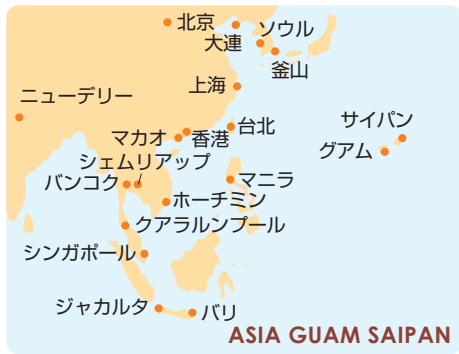 北京
ソウル
大連
釜山
上海
ニューデリー
台北
サイパン
マカオ
香港
グアム
シェムリアップ
バンコク
マニラ
ホーチミン
クアラルンプール
シンガポール
ジャカルタ
バリ
ASIA GUAM SAIPAN